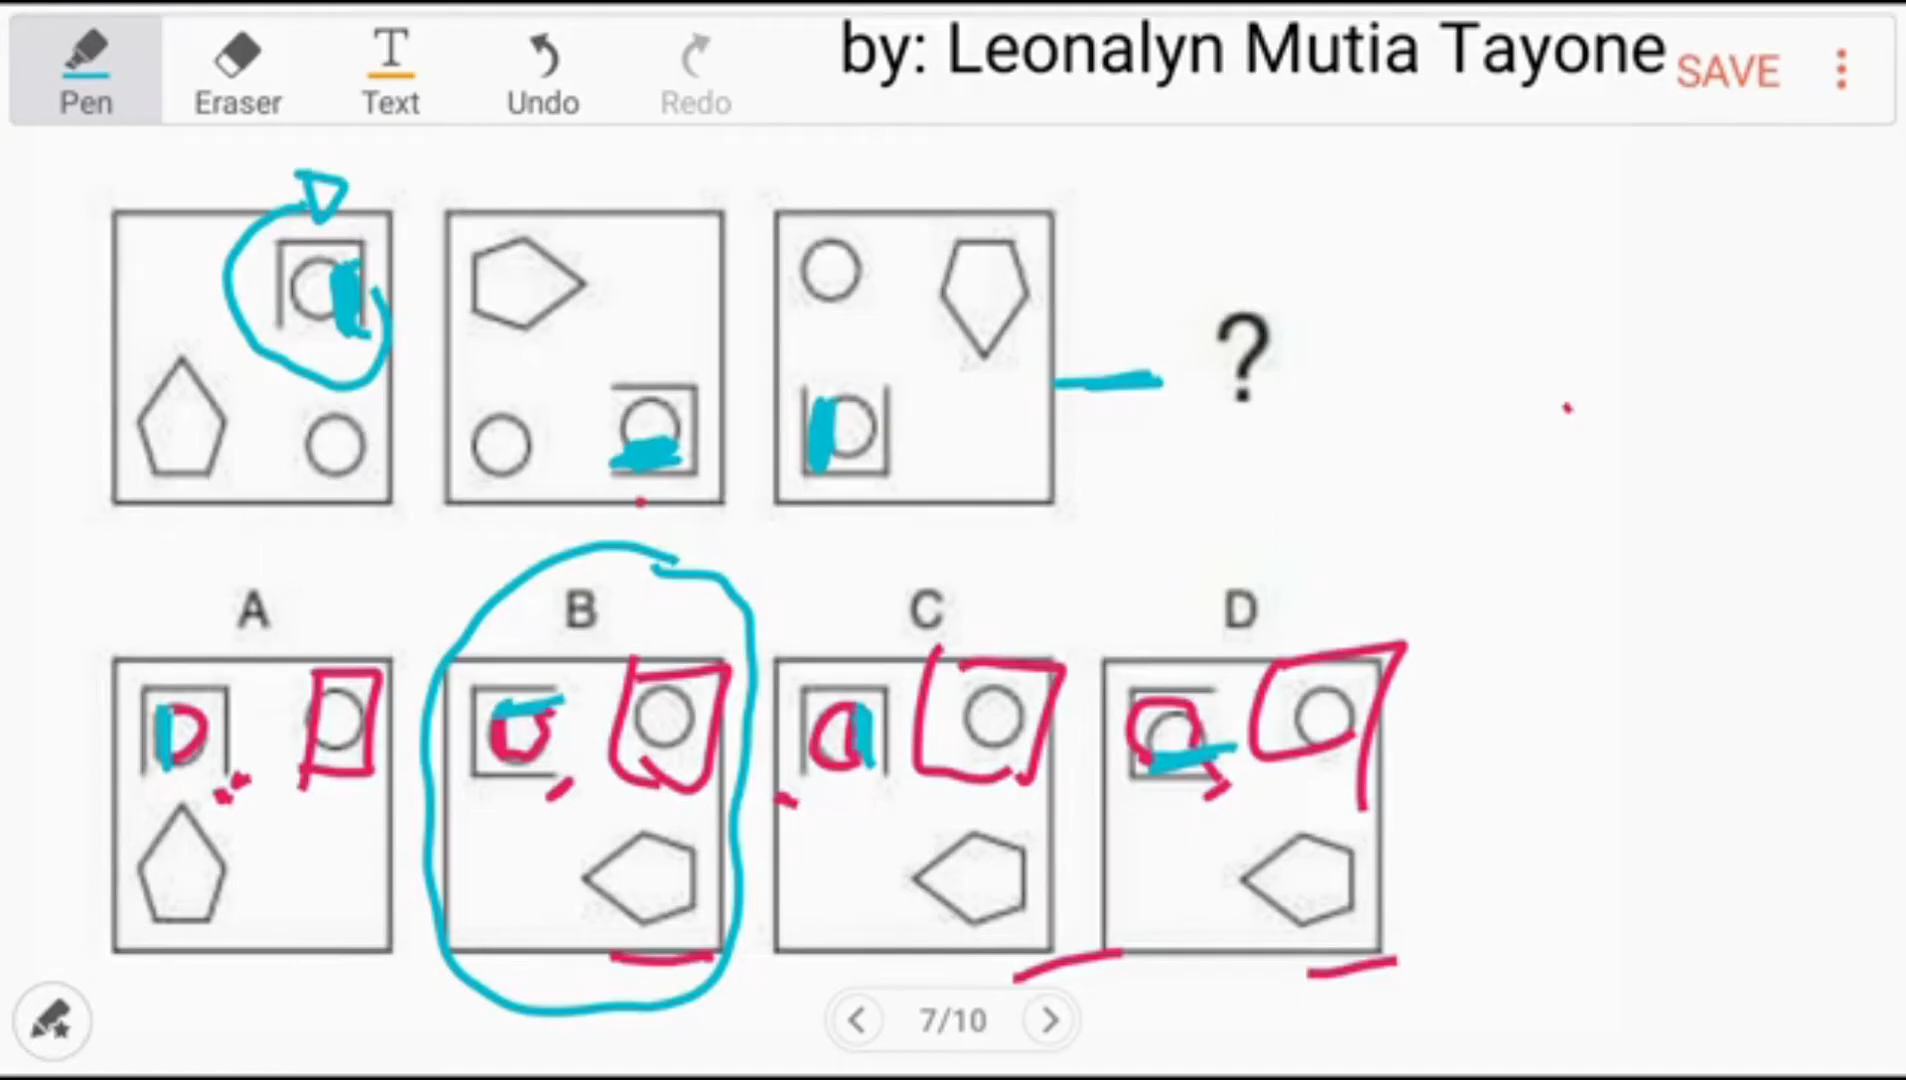 by: Leonalyn Mutia Tayone
SAVE
Pen
Eraser
T
Text
Undo
Redo
?
A
B
C
D
7/10